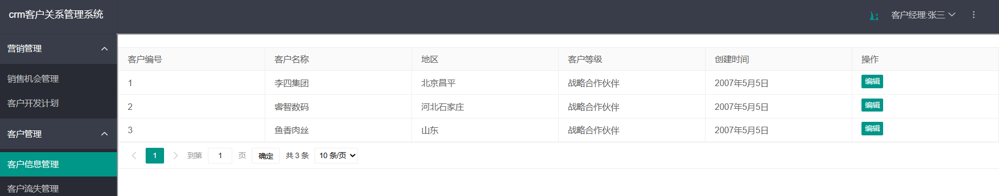 crm客户关系管理系统
客户经理:张三
营销管理
销售机会管理
客户开发计划
客户管理
客户信息管理
客户流失管理
客户编号 客户名称 地区 客户等级 创建时间 操作
1 李四集团 北京昌平 战略合作伙伴 2007年5月5日 编辑
2 睿智数码 河北石家庄 战略合作伙伴 2007年5月5日 编辑
3 鱼香肉丝 山东 战略合作伙伴 2007年5月5日 编辑
1 到第 1 页 确定 共 3 条 10 条/页